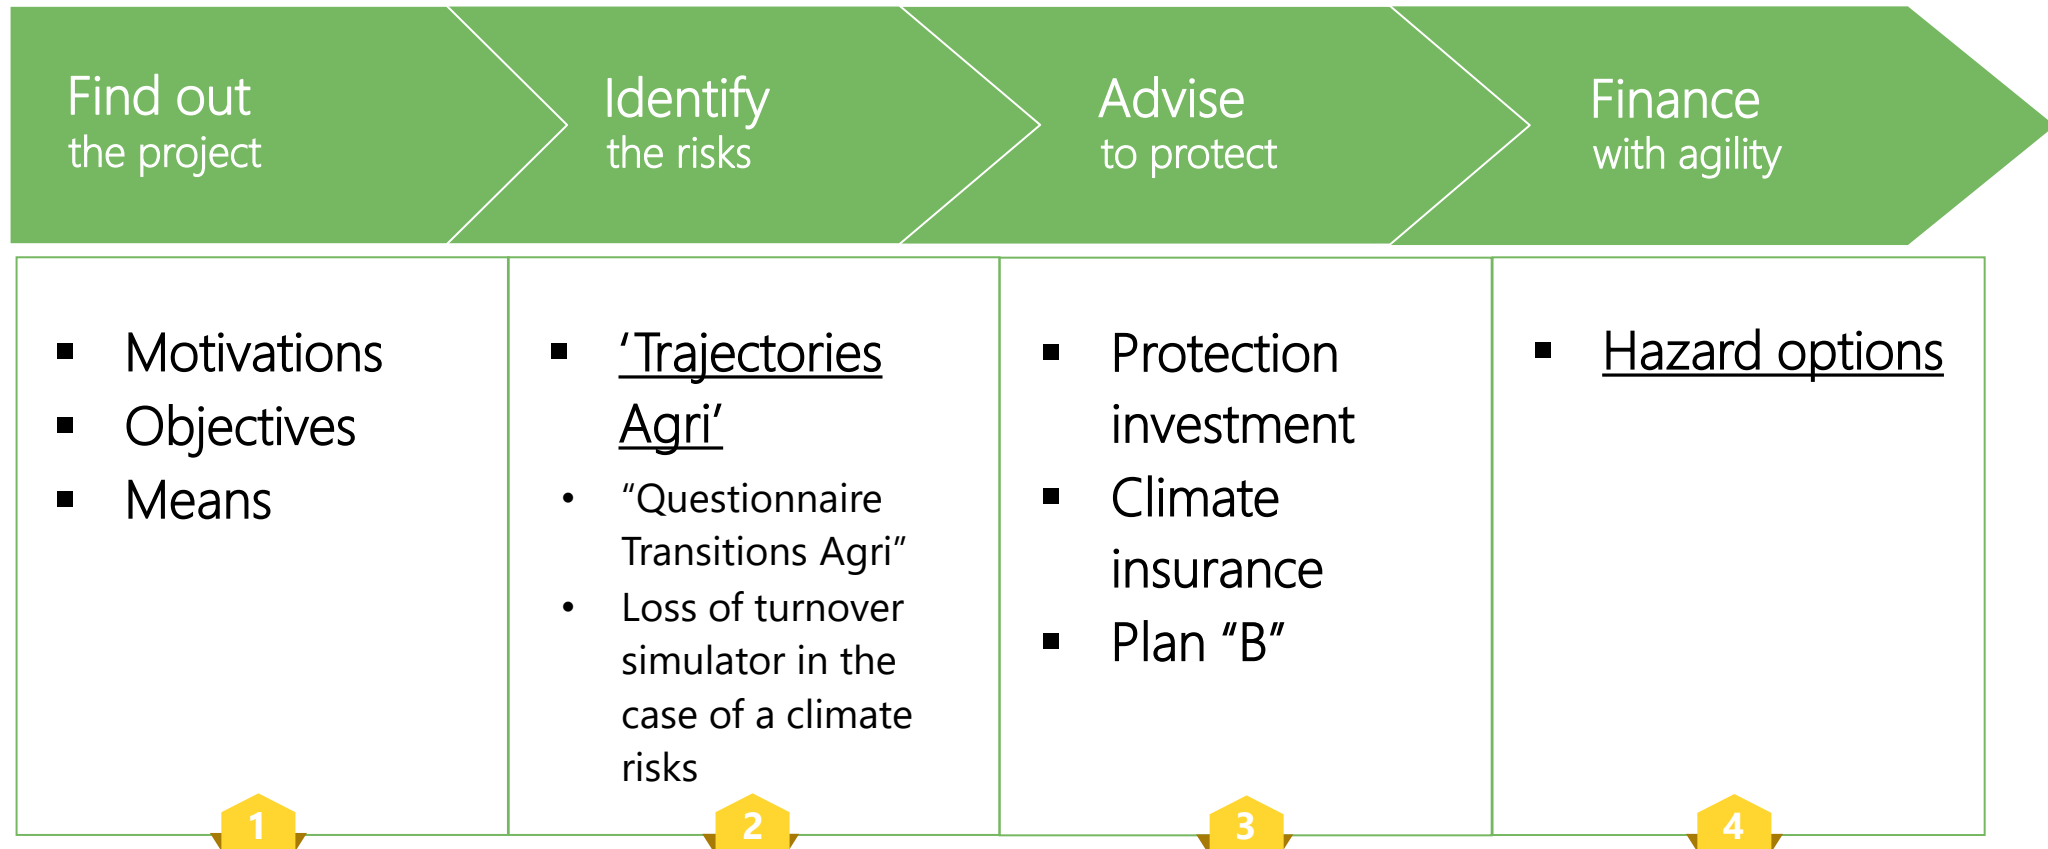 Find out
the project
Identify
the risks
Advise
to protect
Finance
with agility
▪ Motivations
▪ Objectives
▪ Means
1
▪ ‘Trajectories
Agri’
• “Questionnaire
Transitions Agri”
• Loss of turnover
simulator in the
case of a climate
risks
2
▪ Protection
investment
▪ Climate
insurance
▪ Plan “B”
3
▪ Hazard options
4